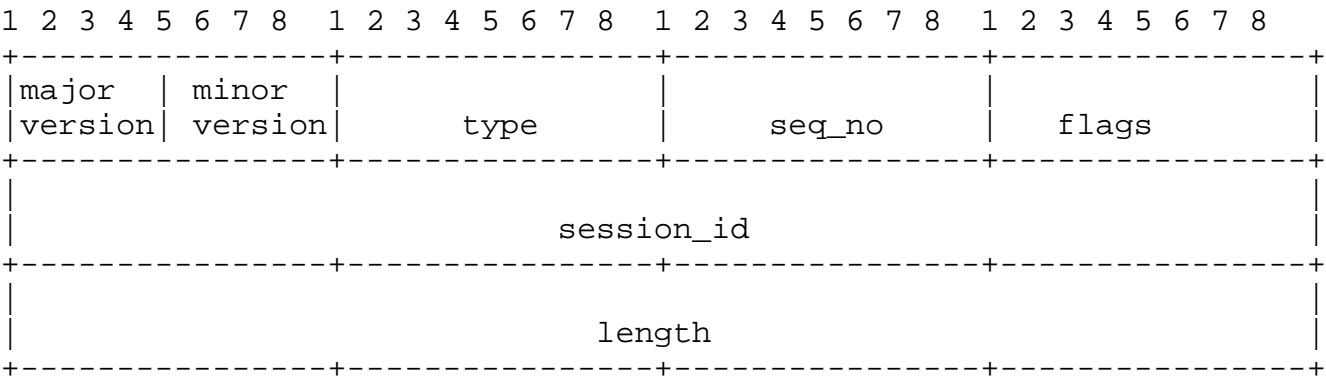 1 2 3 4 5 6 7 8  1 2 3 4 5 6 7 8  1 2 3 4 5 6 7 8  1 2 3 4 5 6 7 8
+----------------+----------------+----------------+----------------+
|major  | minor  |                |                |                |
|version| version|      type      |     seq_no     |   flags        |
+----------------+----------------+----------------+----------------+
|                                                                   |
|                            session_id                             |
+----------------+----------------+----------------+----------------+
|                                                                   |
|                              length                               |
+----------------+----------------+----------------+----------------+